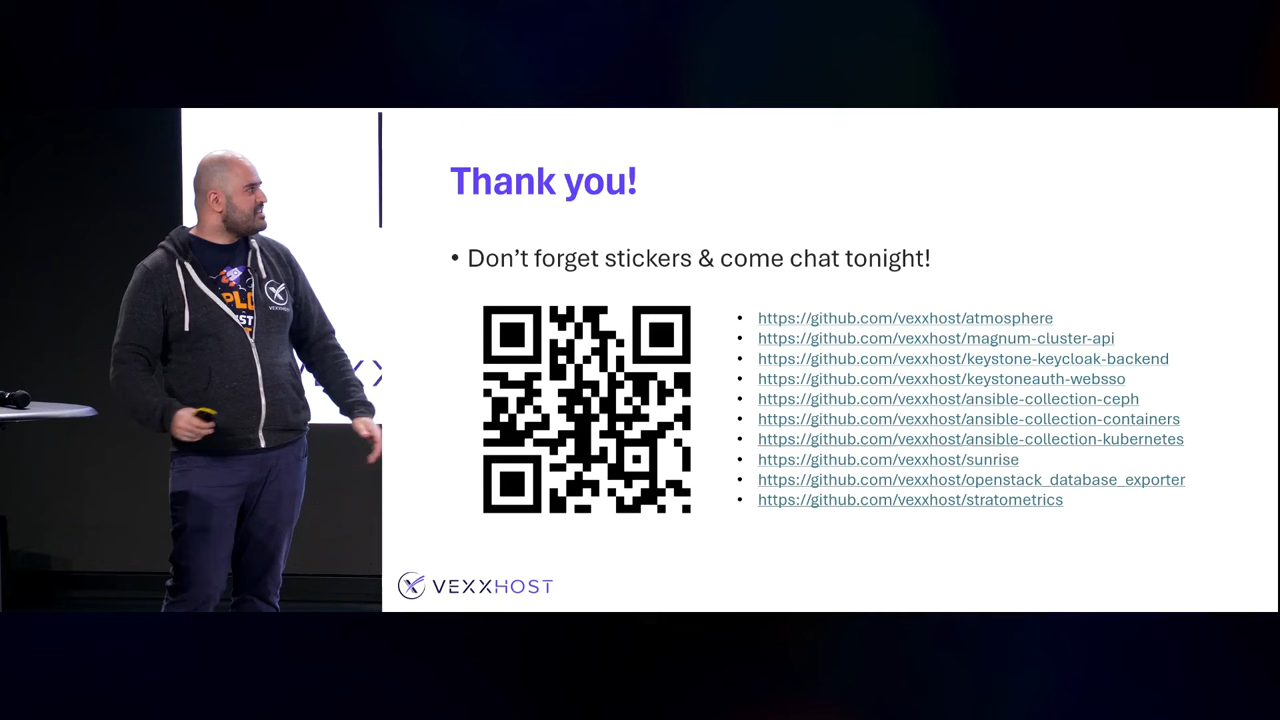 Thank you!
• Don't forget stickers & come chat tonight!
• https://github.com/vexxhost/atmosphere
• https://github.com/vexxhost/magnum-cluster-api
• https://github.com/vexxhost/keystone-keycloak-backend
• https://github.com/vexxhost/keystoneauth-websso
• https://github.com/vexxhost/ansible-collection-ceph
• https://github.com/vexxhost/ansible-collection-containers
• https://github.com/vexxhost/ansible-collection-kubernetes
• https://github.com/vexxhost/sunrise
• https://github.com/vexxhost/openstack_database_exporter
• https://github.com/vexxhost/stratometrics
VEXXHOST
VEXXHOST